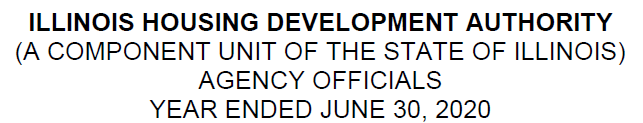 ILLINOIS HOUSING DEVELOPMENT AUTHORITY
(A COMPONENT UNIT OF THE STATE OF ILLINOIS)
AGENCY OFFICIALS
YEAR ENDED JUNE 30, 2020